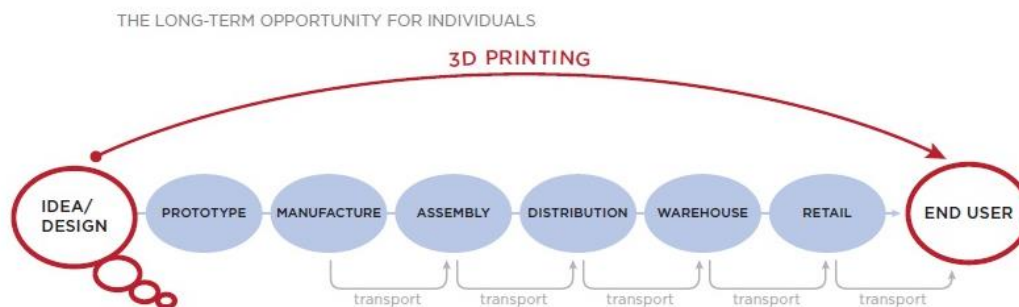 THE LONG-TERM OPPORTUNITY FOR INDIVIDUALS
3D PRINTING
IDEA/
DESIGN
PROTOTYPE
MANUFACTURE
ASSEMBLY
DISTRIBUTION
WAREHOUSE
RETAIL
END USER
transport
transport
transport
transport
transport